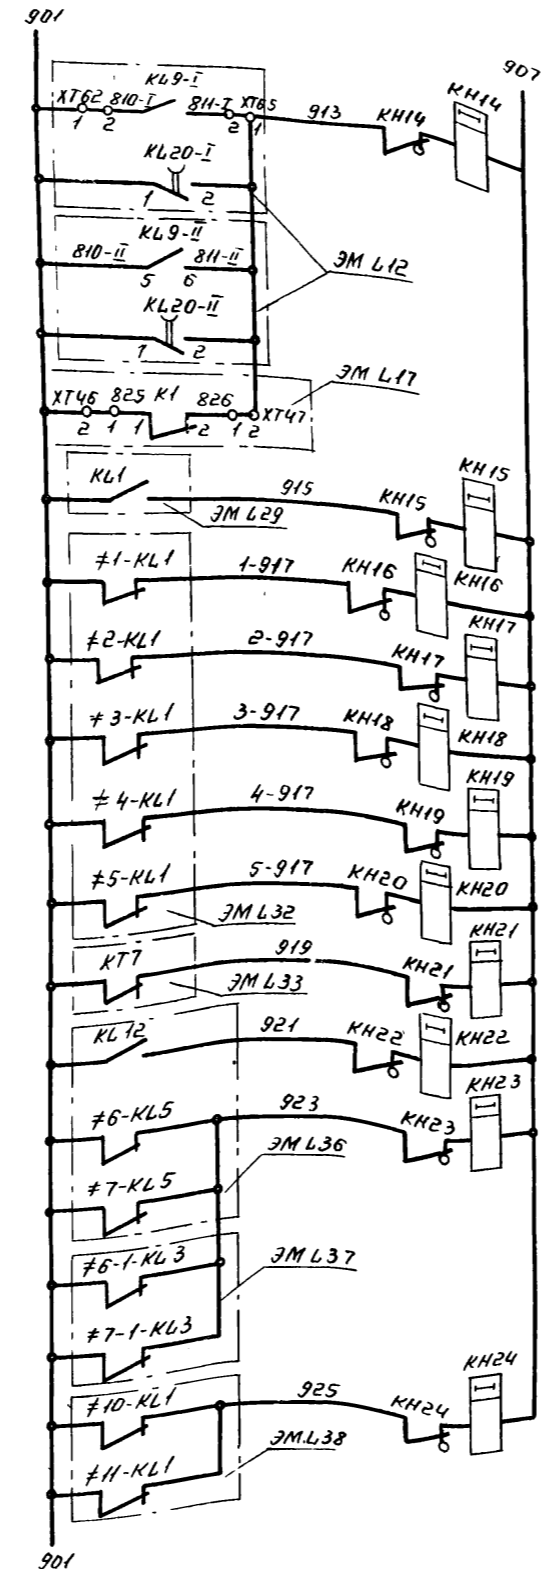 901
907
KL9-I
XT62 810-I 811-I XT65
1 2 2 1
913
KH14
KH14
KL20-I
1 2
KL9-II
810-II 811-II
5 6
ЭМ L12
KL20-II
1 2
ЭМ L17
XT46 825 K1 826 XT47
2 1 1 2 1 2
KL1
915
KH15
KH15
ЭМ L29
≠1-KL1
1-917
KH16
KH16
≠2-KL1
2-917
KH17
KH17
≠3-KL1
3-917
KH18
KH18
≠4-KL1
4-917
KH19
KH19
≠5-KL1
5-917
KH20
KH20
ЭМ L32
KT7
919
KH21
KH21
ЭМ L33
KL12
921
KH22
KH22
≠6-KL5
923
KH23
KH23
ЭМ L36
≠7-KL5
≠6-1-KL3
ЭМ L37
≠7-1-KL3
≠10-KL1
925
KH24
KH24
ЭМ.L38
≠11-KL1
901